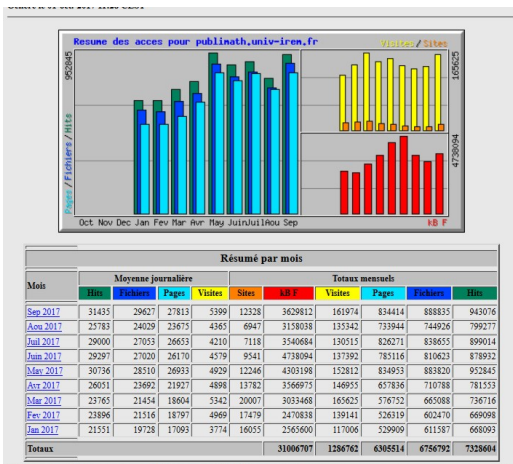 Resume des acces pour publimath.univ-irem.fr
Visites / Sites
952845
165625
4738094
Pages / Fichiers / Hits
Oct Nov Dec Jan Fev Mar Avr May Juin Juil Aou Sep
kB F
Résumé par mois
Mois
Moyenne journalière
Totaux mensuels
Hits Fichiers Pages Visites Sites kB F Visites Pages Fichiers Hits
Sep 2017 31435 29627 27813 5399 12328 3629812 161974 834414 888835 943076
Aou 2017 25783 24029 23675 4365 6947 3158038 135342 733944 744926 799277
Juil 2017 29000 27053 26653 4210 7118 3540684 130515 826271 838655 899014
Juin 2017 29297 27020 26170 4579 9541 4738094 137392 785116 810623 878932
May 2017 30736 28510 26933 4929 12246 4303198 152812 834953 883820 952845
Avr 2017 26051 23692 21927 4898 13782 3566975 146955 657836 710788 781553
Mar 2017 23765 21454 18604 5342 20007 3033468 165625 576752 665088 736716
Fev 2017 23896 21516 18797 4969 17479 2470838 139141 526319 602470 669098
Jan 2017 21551 19728 17093 3774 16055 2565600 117006 529909 611587 668093
Totaux 31006707 1286762 6305514 6756792 7328604